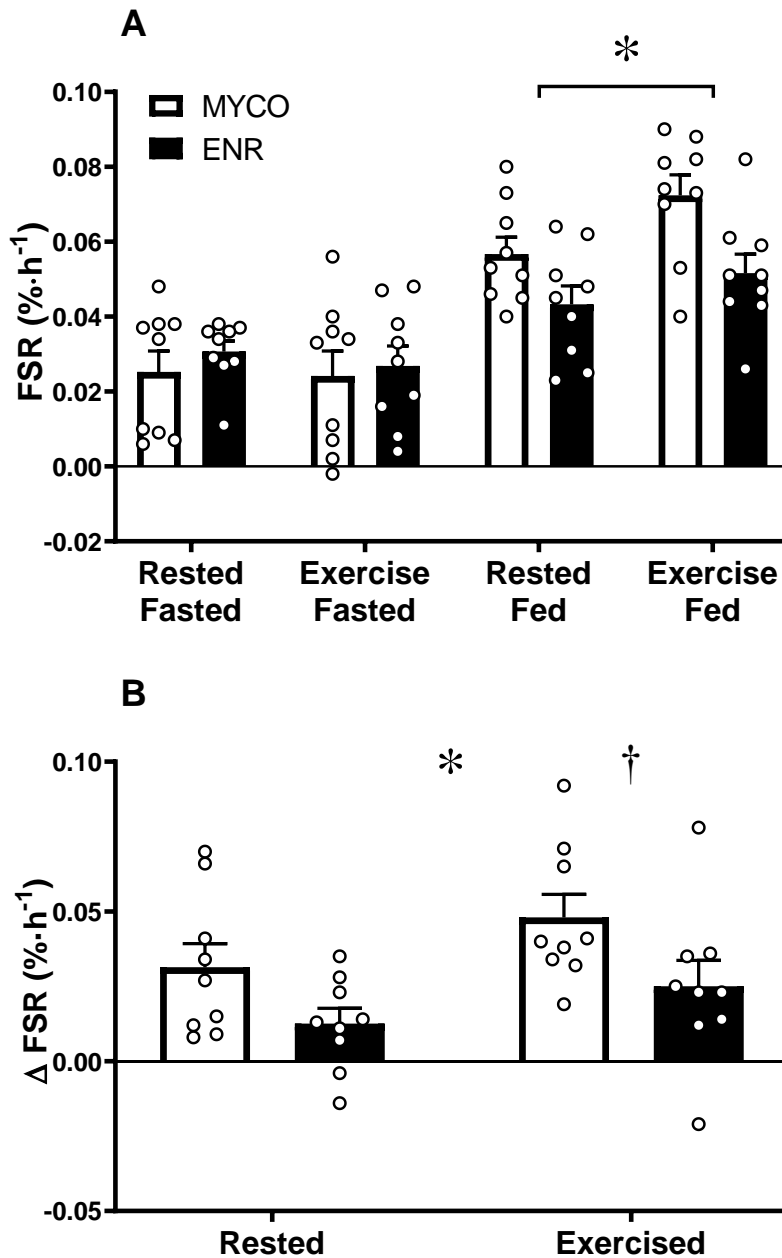 A
*
0.10
MYCO
ENR
0.08
0.06
0.04
0.02
0.00
-0.02
FSR (%·h⁻¹)
Rested Fasted
Exercise Fasted
Rested Fed
Exercise Fed
B
* †
0.10
0.05
0.00
-0.05
Δ FSR (%·h⁻¹)
Rested Exercised